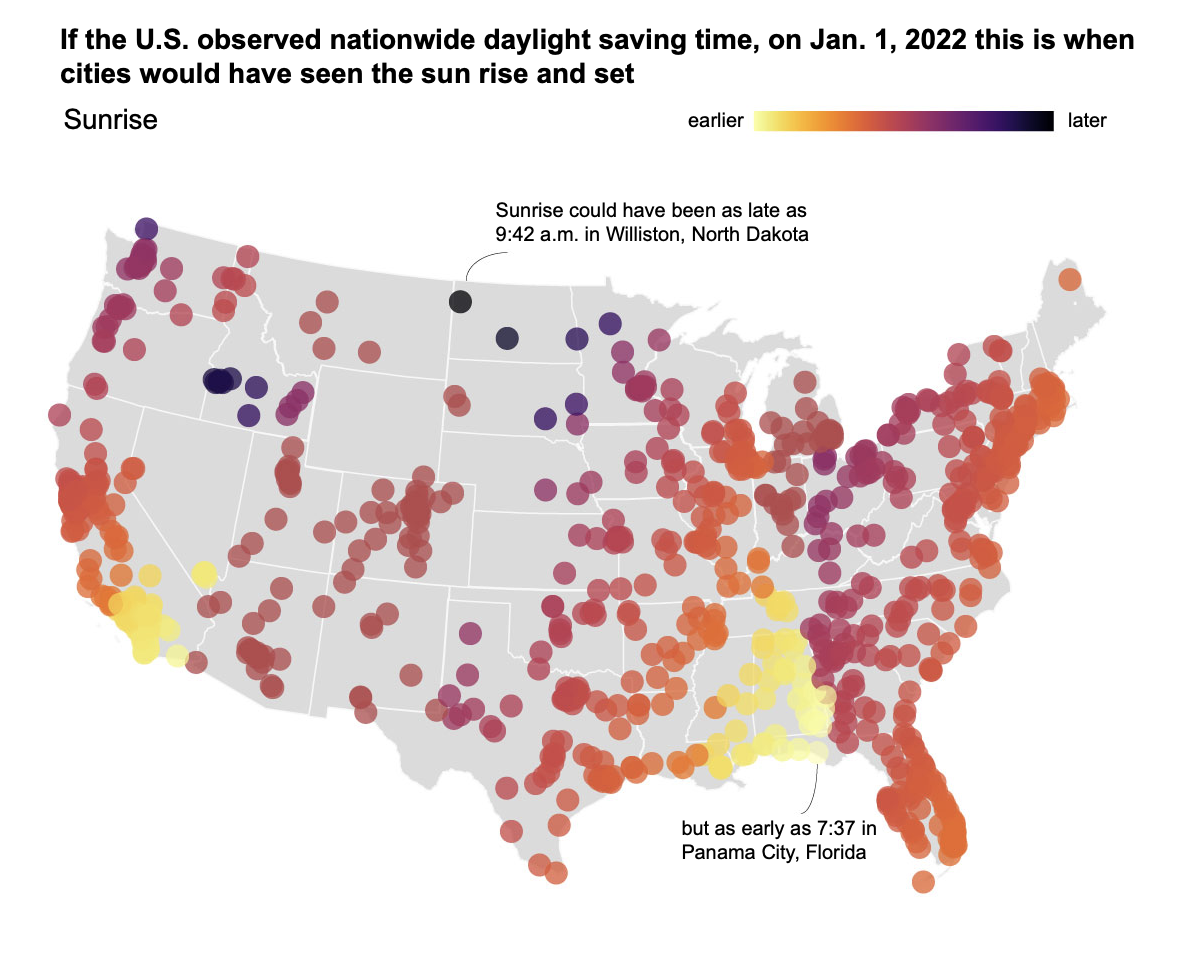 If the U.S. observed nationwide daylight saving time, on Jan. 1, 2022 this is when
cities would have seen the sun rise and set
Sunrise
earlier
later
Sunrise could have been as late as
9:42 a.m. in Williston, North Dakota
but as early as 7:37 in
Panama City, Florida